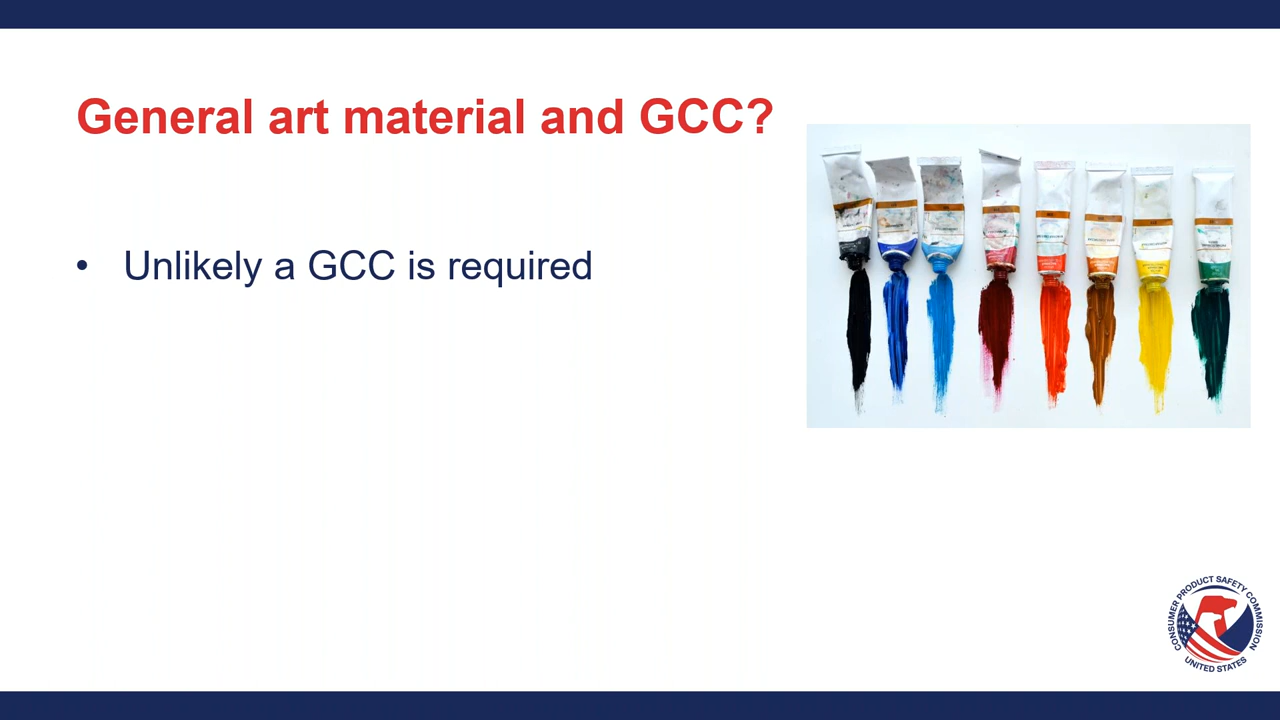 General art material and GCC?
• Unlikely a GCC is required
CONSUMER PRODUCT SAFETY COMMISSION
UNITED STATES